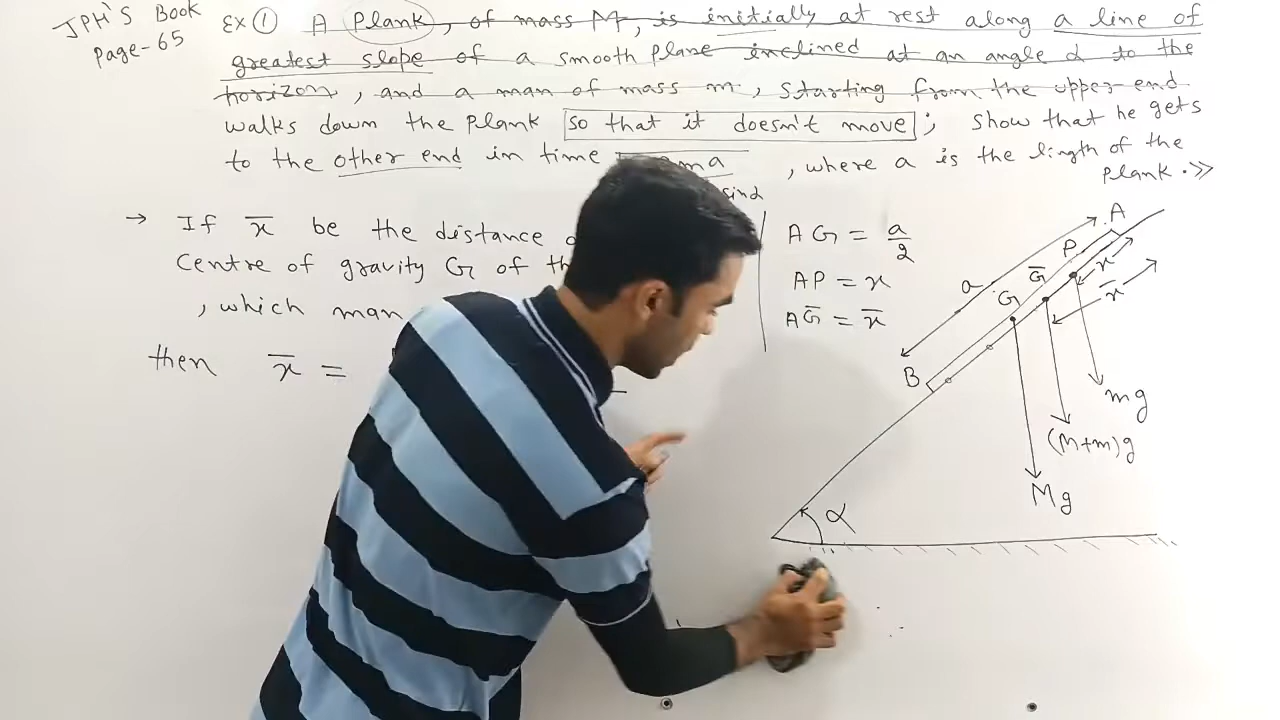 JPH'S Book
Page-65
Ex ① A Plank, of mass M, is initially at rest along a line of
greatest slope of a smooth plane inclined at an angle α to the
horizon, and a man of mass m, starting from the upper end
walks down the plank so that it doesn't move; Show that he gets
to the other end in time , where a is the length of the
plank.>>
→ If x̄ be the distance
Centre of gravity G of
, which man
then x̄ =
AG = a/2
AP = x
AḠ = x̄
A
P
x
x̄
Ḡ
G
a
B
mg
(M+m)g
Mg
α